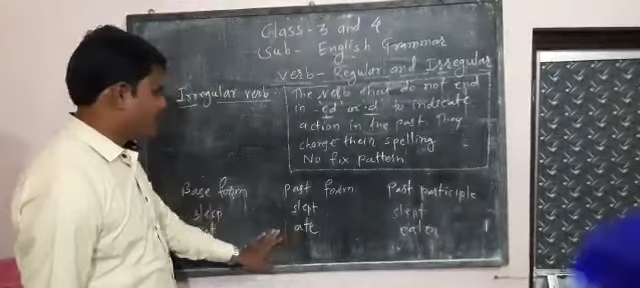 Class - 3 and 4
Sub - English Grammar
verb - Regular and Irregular
Irregular verb -
The verb that do not end
in 'ed' or 'd' to indicate
action in the past. They
change their spelling
No fix pattern
Base form past form Past participle
sleep slept slept
ate eaten